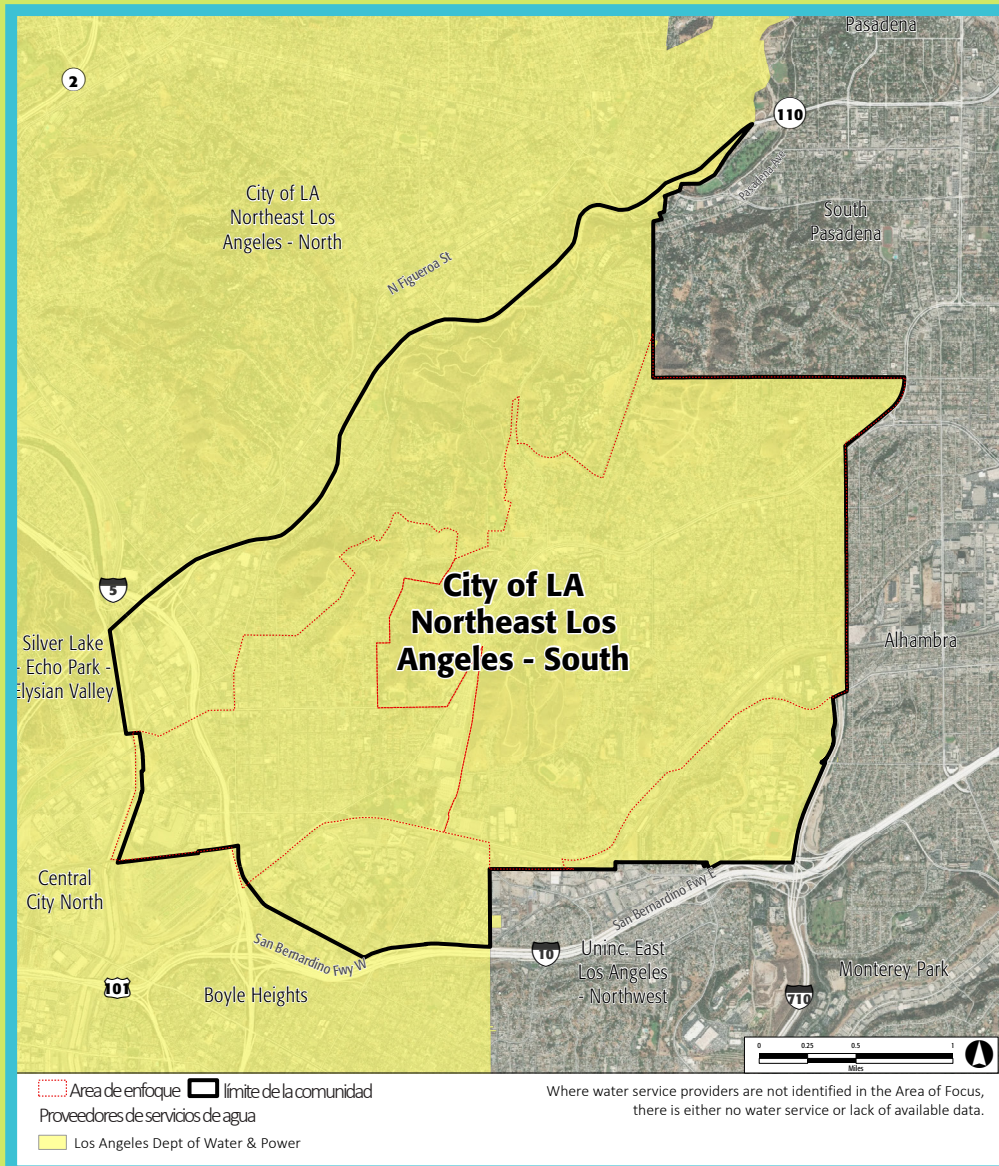 Pasadena
2
110
Pasadena Ave
City of LA
Northeast Los
Angeles - North
South
Pasadena
N Figueroa St
5
City of LA
Northeast Los
Angeles - South
Silver Lake
- Echo Park -
Elysian Valley
Alhambra
Central
City North
San Bernardino Fwy E
San Bernardino Fwy W
10
Uninc. East
Los Angeles
- Northwest
Monterey Park
101
Boyle Heights
710
0 0.25 0.5 1
Miles
Area de enfoque límite de la comunidad
Proveedores de servicios de agua
Los Angeles Dept of Water & Power
Where water service providers are not identified in the Area of Focus,
there is either no water service or lack of available data.